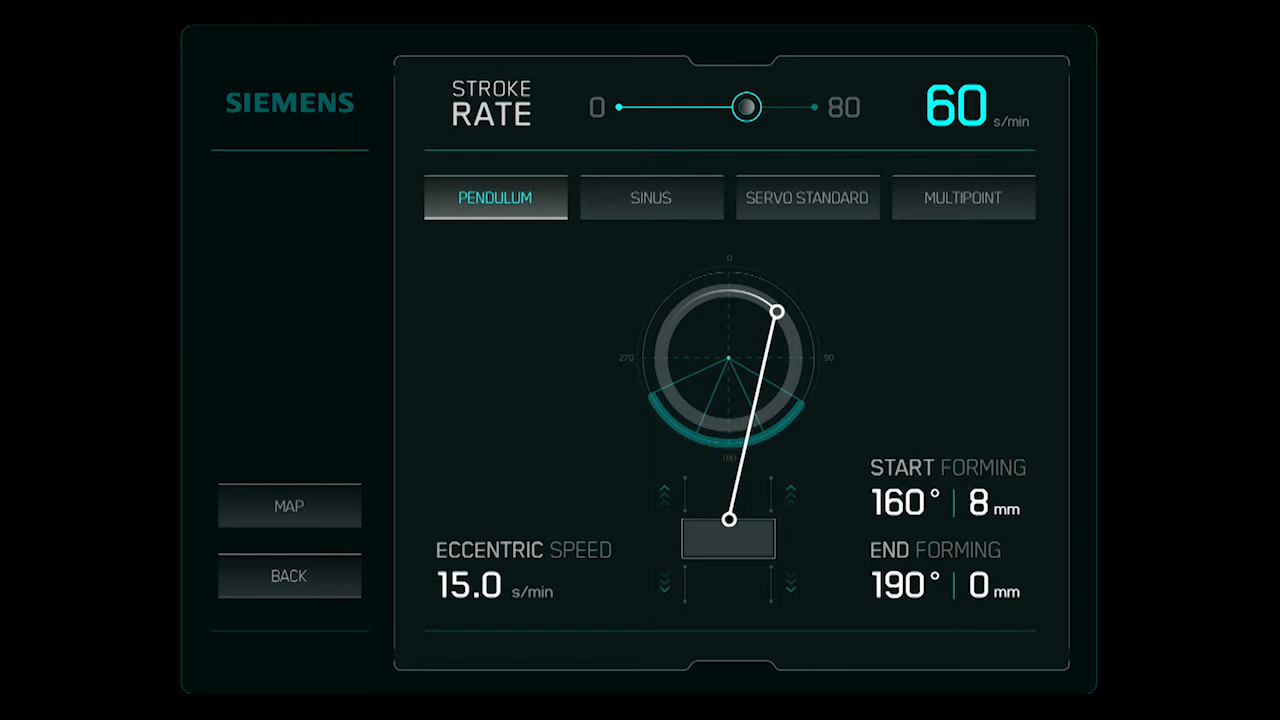 SIEMENS
STROKE
RATE
0
80
60 s/min
PENDULUM
SINUS
SERVO STANDARD
MULTIPOINT
0
270
90
180
START FORMING
160° | 8 mm
END FORMING
190° | 0 mm
ECCENTRIC SPEED
15.0 s/min
MAP
BACK